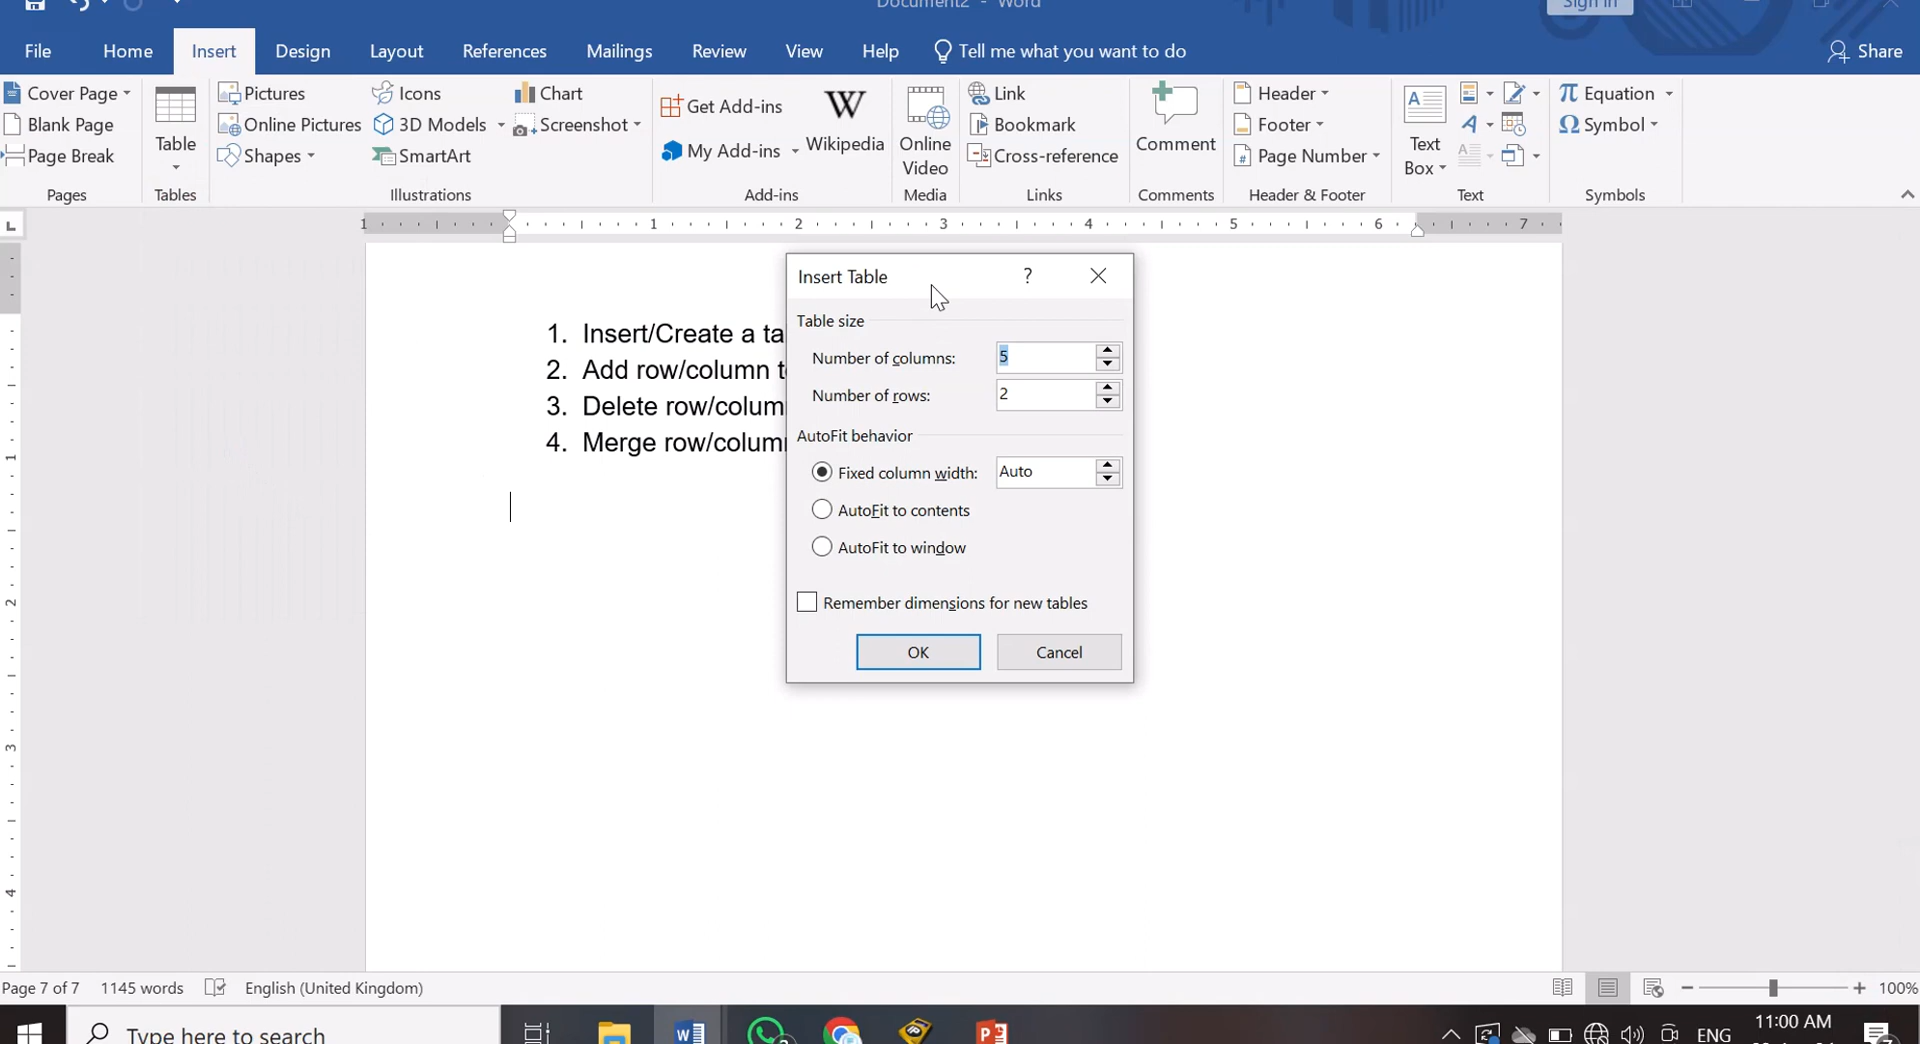 Document2 - Word
Sign in
File Home Insert Design Layout References Mailings Review View Help Tell me what you want to do Share
Cover Page
Blank Page
Page Break
Pages
Table
Tables
Pictures
Online Pictures
Shapes
Icons
3D Models
SmartArt
Chart
Screenshot
Illustrations
Get Add-ins
My Add-ins
W
Wikipedia
Add-ins
Online
Video
Media
Link
Bookmark
Cross-reference
Links
Comment
Comments
Header
Footer
Page Number
# 
Header & Footer
A
Text
Box
A
Text
π Equation
Ω Symbol
Symbols
L
1 1 2 3 4 5 6 7
1
2
3
4
1. Insert/Create a ta
2. Add row/column t
3. Delete row/colum
4. Merge row/colum
Insert Table ?
Table size
Number of columns: 5
Number of rows: 2
AutoFit behavior
Fixed column width: Auto
AutoFit to contents
AutoFit to window
Remember dimensions for new tables
OK Cancel
Page 7 of 7 1145 words English (United Kingdom) 100%
Type here to search
ENG
11:00 AM